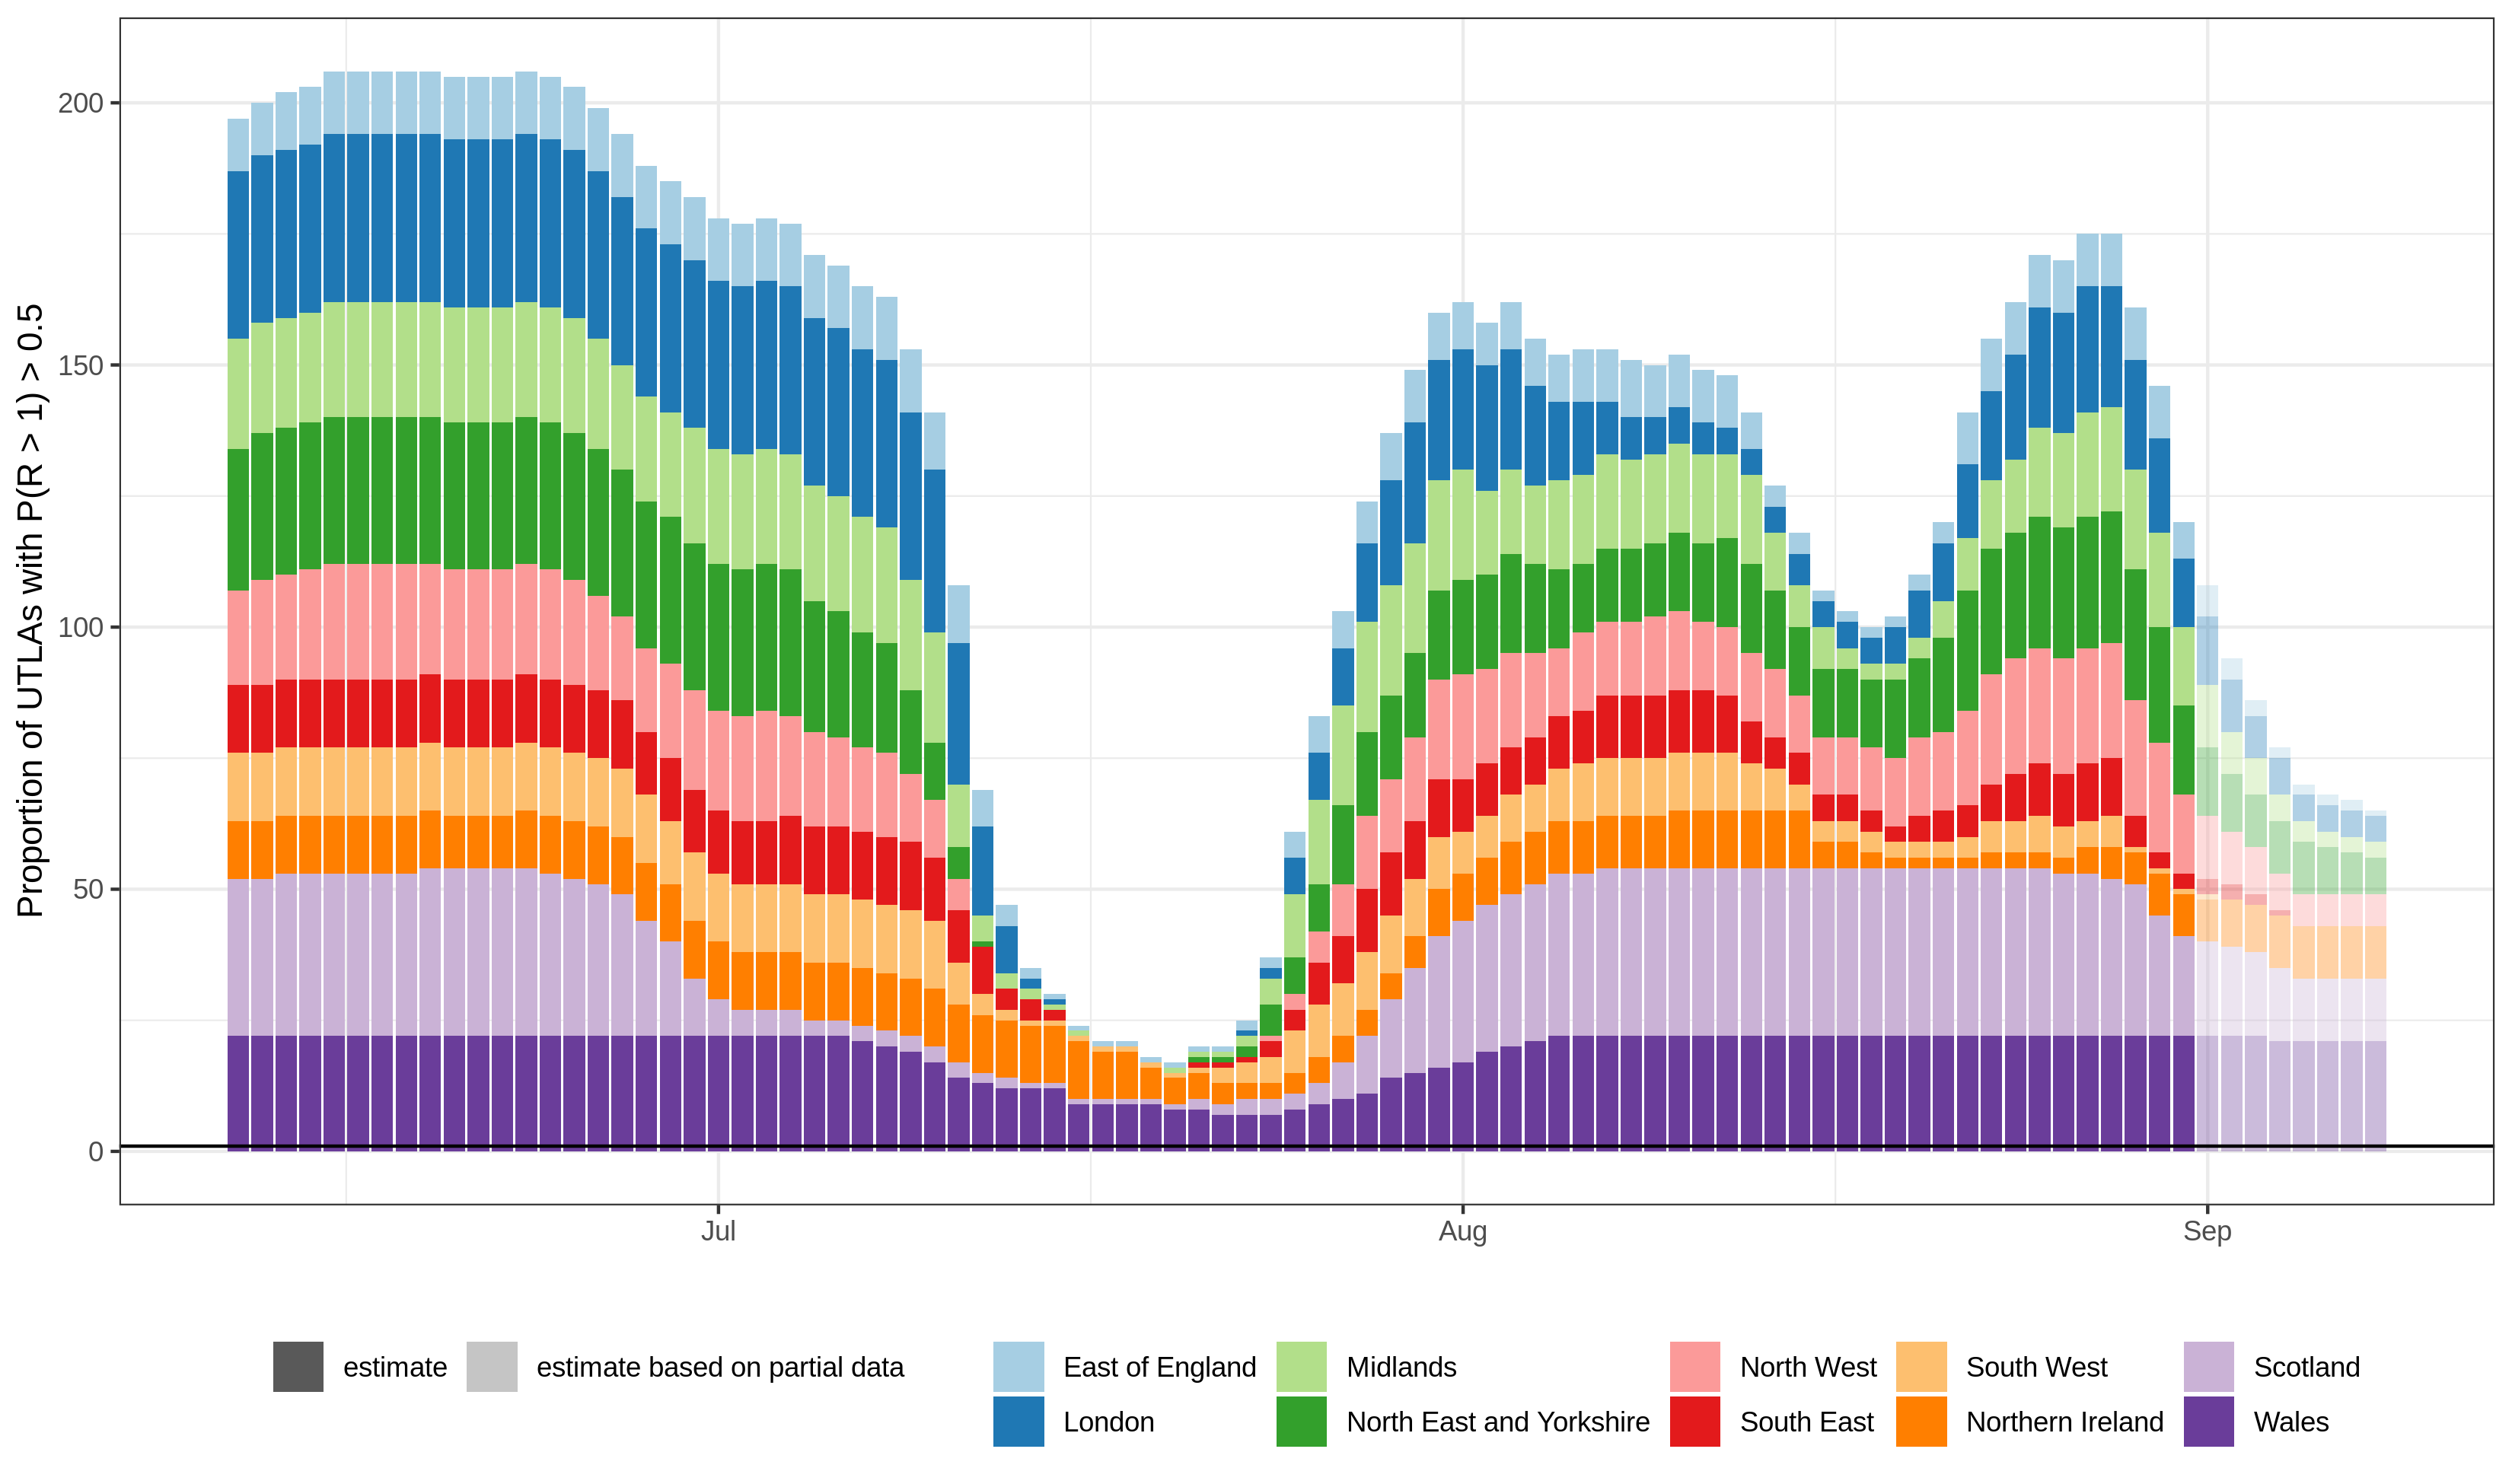 Proportion of UTLAs with P(R > 1) > 0.5
200
150
100
50
0
Jul Aug Sep
estimate estimate based on partial data East of England Midlands North West South West Scotland
London North East and Yorkshire South East Northern Ireland Wales